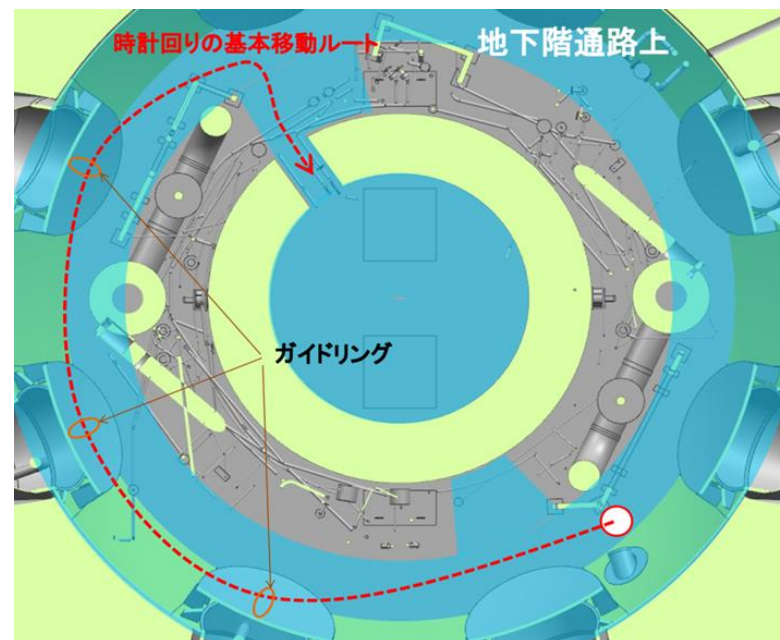 時計回りの基本移動ルート
地下階通路上
ガイドリング